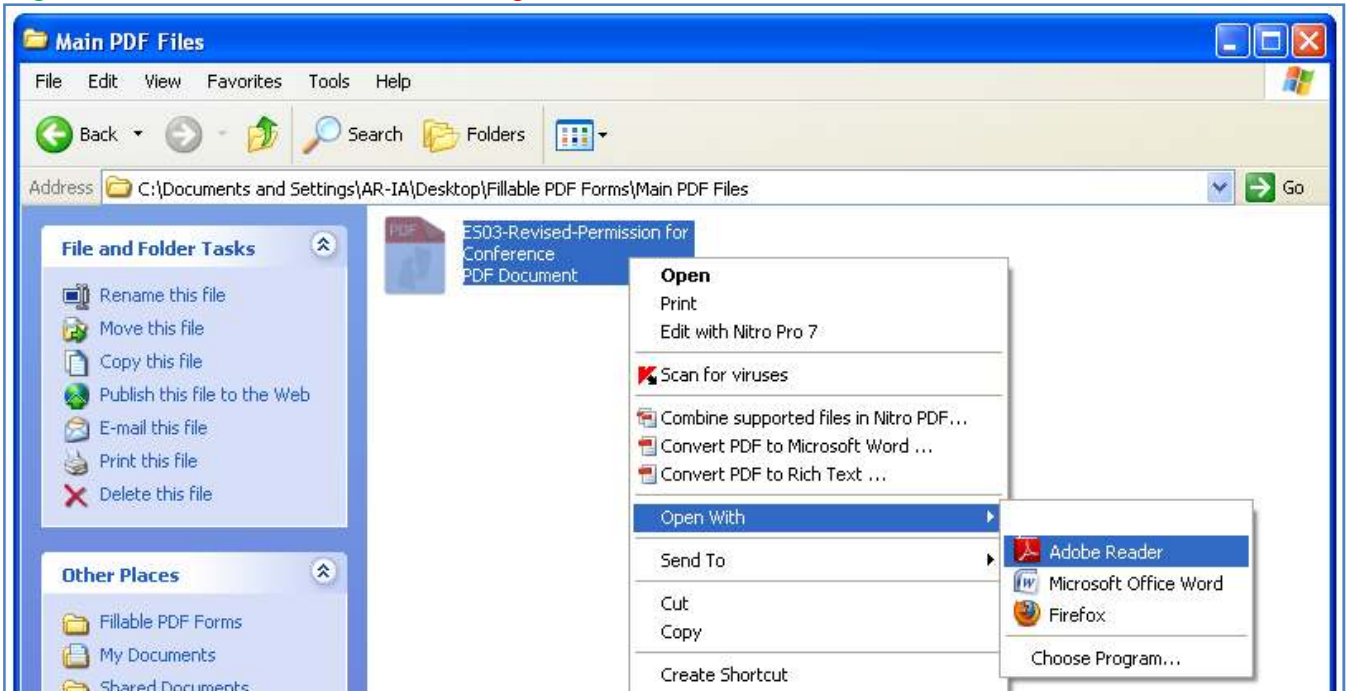 Main PDF Files
File Edit View Favorites Tools Help
Back Search Folders
Address C:\Documents and Settings\AR-IA\Desktop\Fillable PDF Forms\Main PDF Files Go
File and Folder Tasks
Rename this file
Move this file
Copy this file
Publish this file to the Web
E-mail this file
Print this file
Delete this file
Other Places
Fillable PDF Forms
My Documents
Shared Documents
PDF
ES03-Revised-Permission for
Conference
PDF Document
Open
Print
Edit with Nitro Pro 7
Scan for viruses
Combine supported files in Nitro PDF...
Convert PDF to Microsoft Word ...
Convert PDF to Rich Text ...
Open With
Send To
Cut
Copy
Create Shortcut
Adobe Reader
Microsoft Office Word
Firefox
Choose Program...